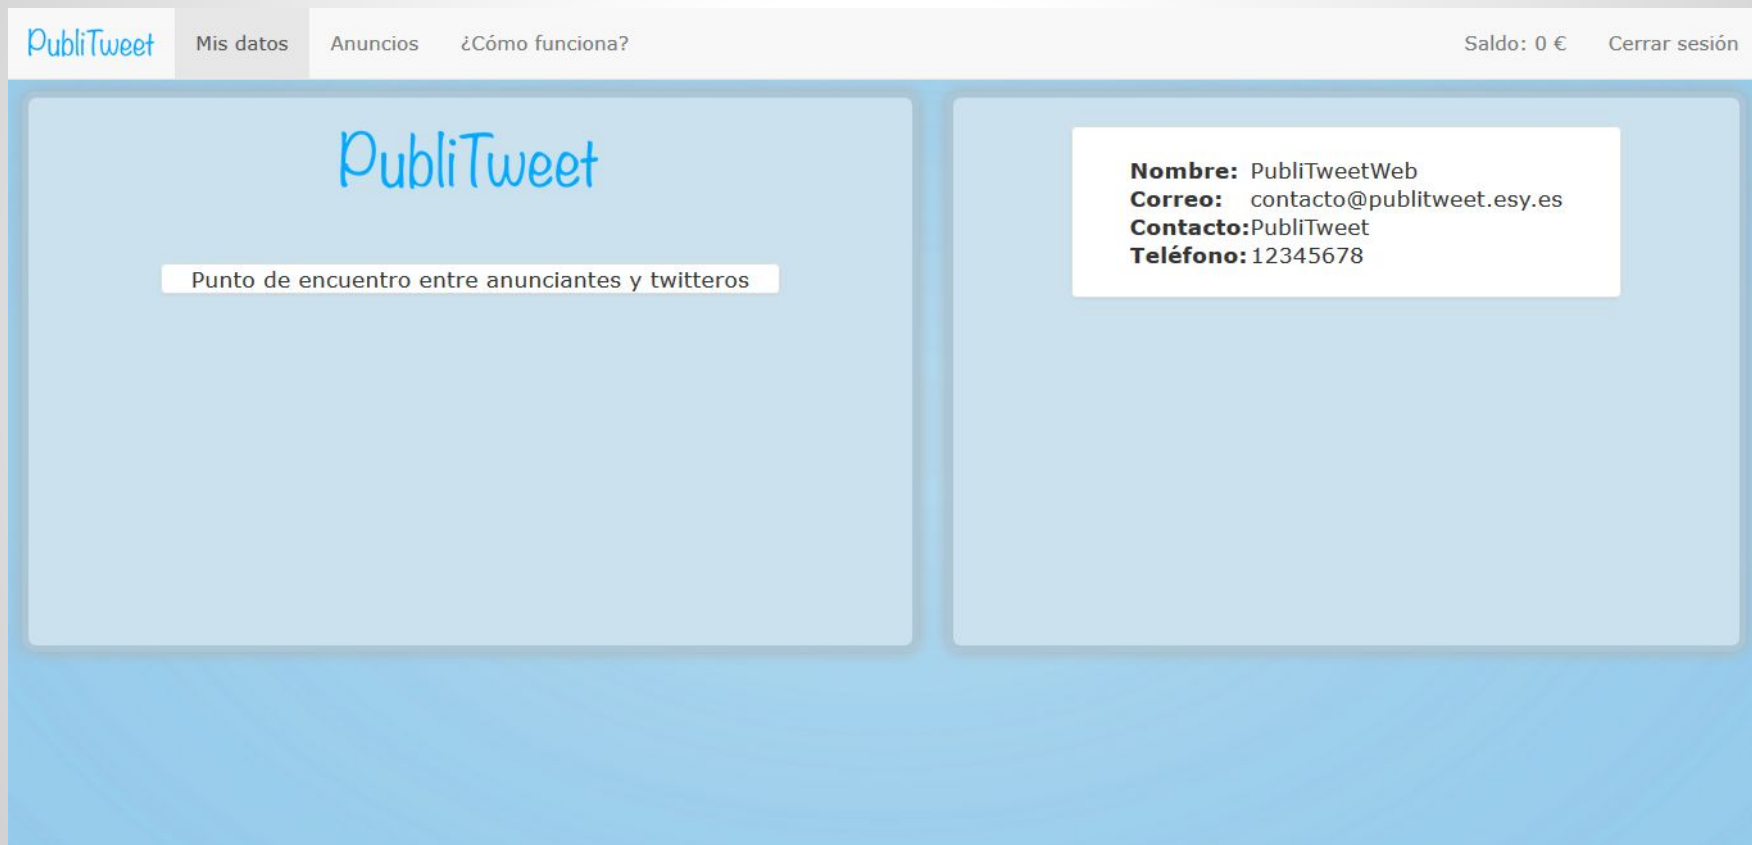 PubliTweet Mis datos Anuncios ¿Cómo funciona? Saldo: 0 € Cerrar sesión
PubliTweet
Punto de encuentro entre anunciantes y twitteros
Nombre: PubliTweetWeb
Correo: contacto@publitweet.esy.es
Contacto:PubliTweet
Teléfono: 12345678